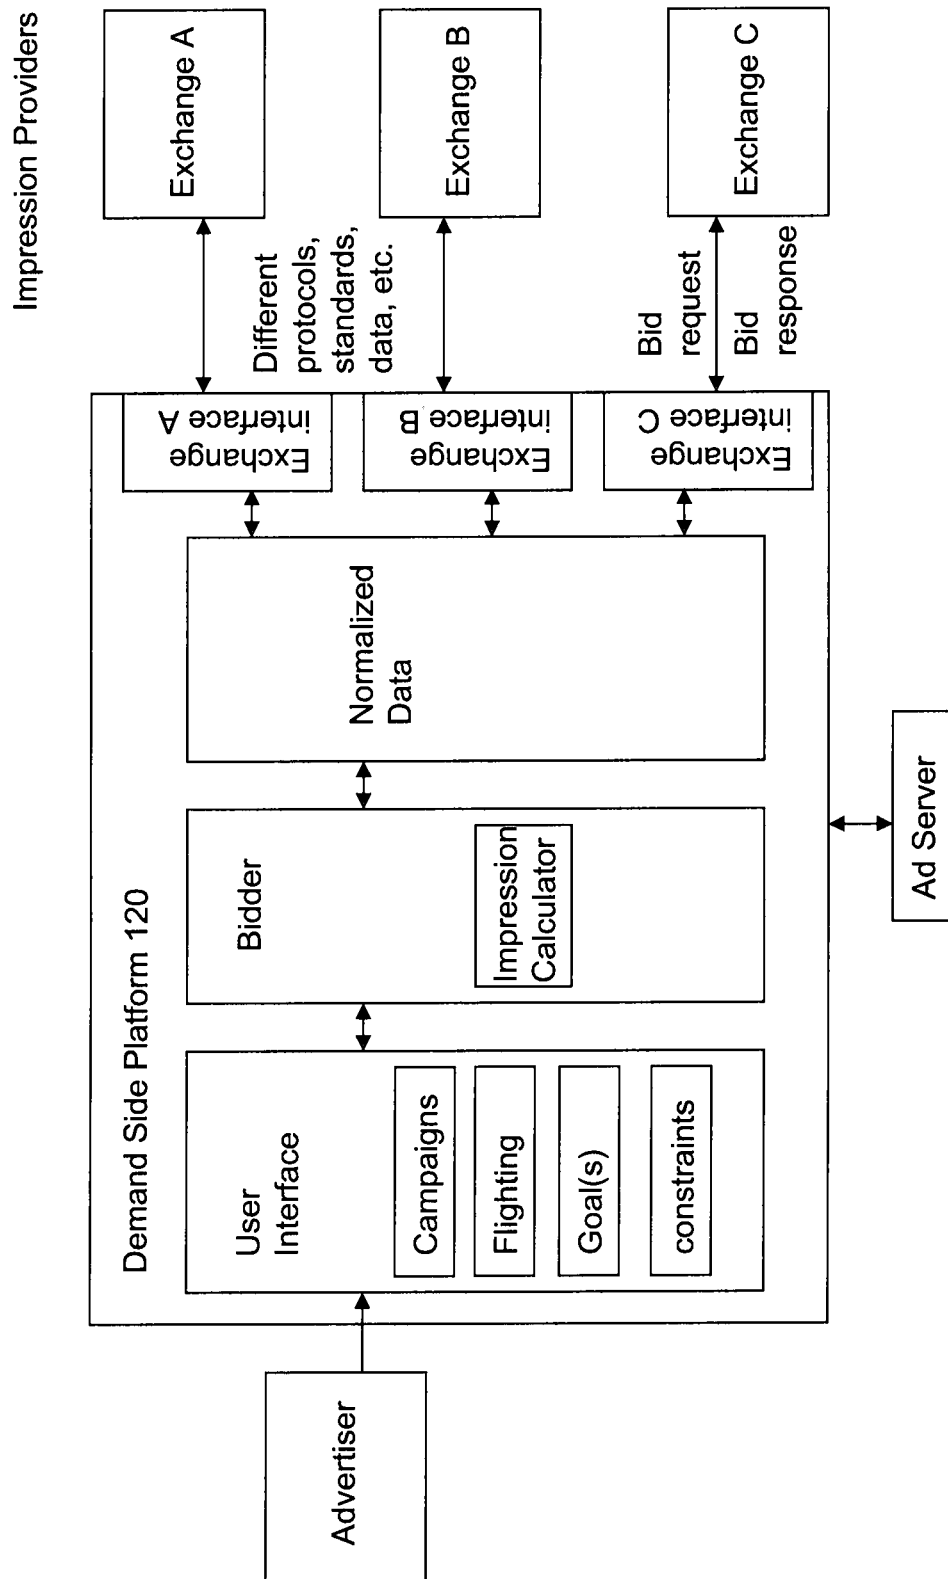 Impression Providers
Demand Side Platform 120
Advertiser
User
Interface
Campaigns
Flighting
Goal(s)
constraints
Bidder
Impression
Calculator
Normalized
Data
Exchange
interface A
Exchange
interface B
Exchange
interface C
Different
protocols,
standards,
data, etc.
Bid
request
Bid
response
Exchange A
Exchange B
Exchange C
Ad Server